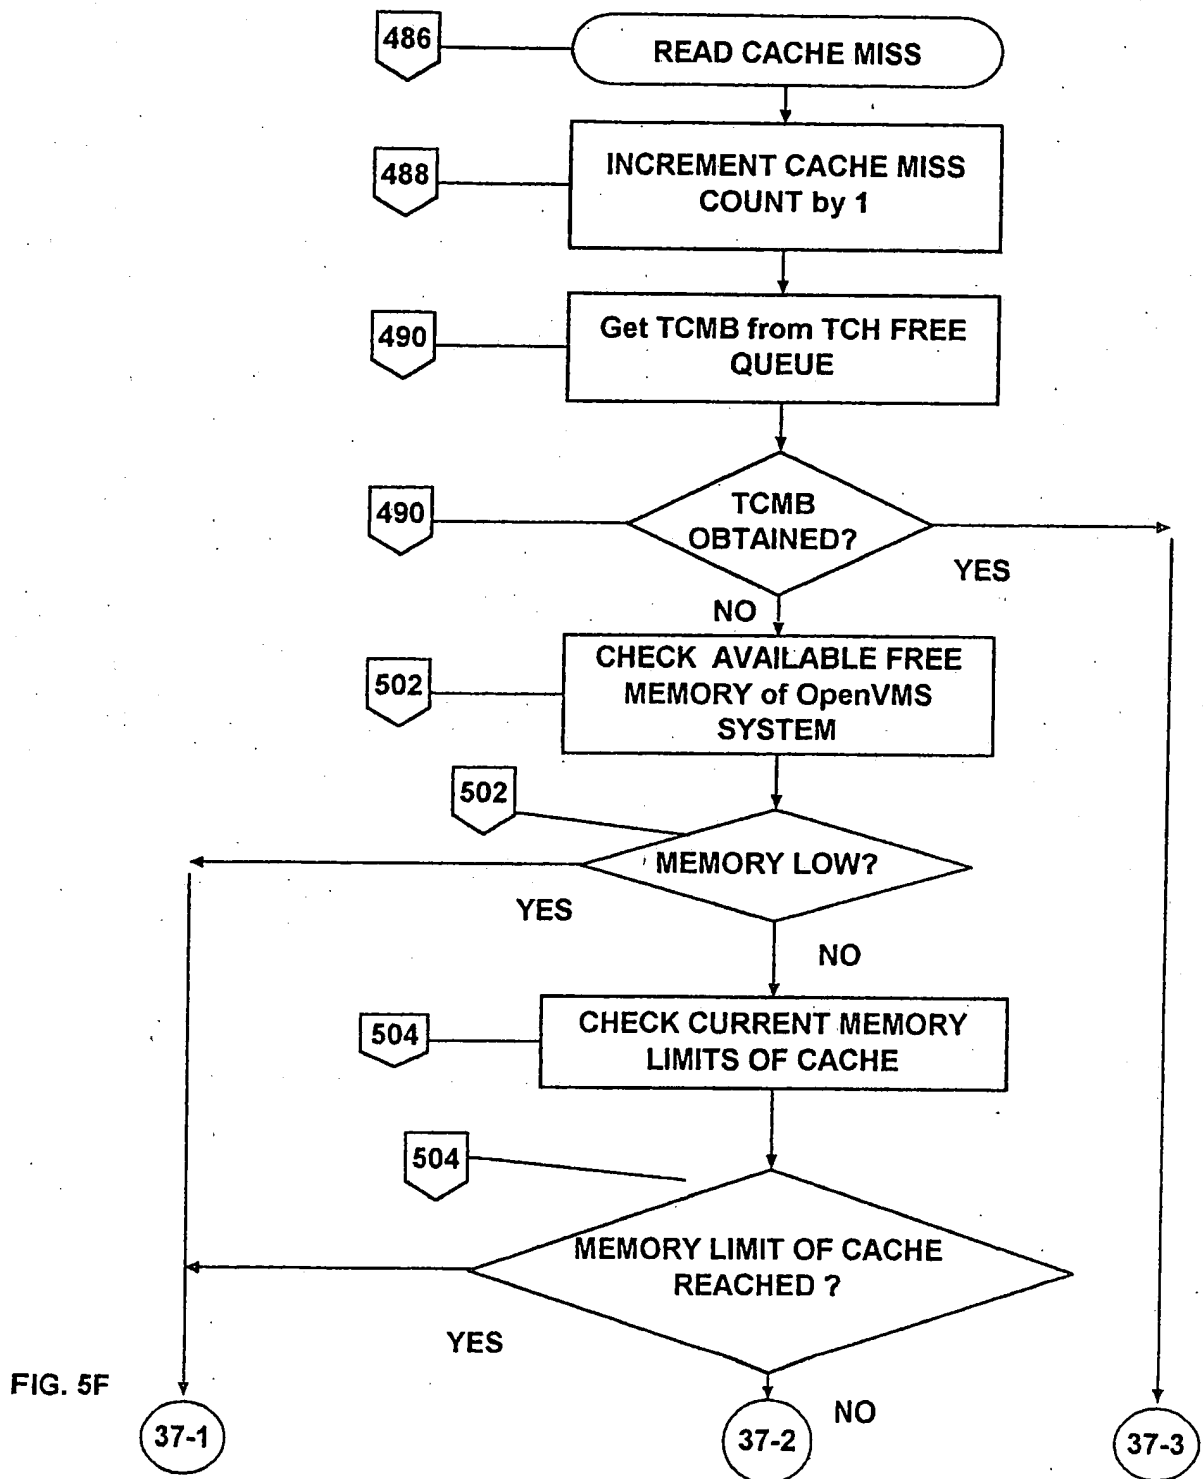 486
READ CACHE MISS
488
INCREMENT CACHE MISS
COUNT by 1
490
Get TCMB from TCH FREE
QUEUE
490
TCMB
OBTAINED?
YES
NO
502
CHECK AVAILABLE FREE
MEMORY of OpenVMS
SYSTEM
502
MEMORY LOW?
YES
NO
504
CHECK CURRENT MEMORY
LIMITS OF CACHE
504
MEMORY LIMIT OF CACHE
REACHED ?
YES
NO
FIG. 5F
37-1
37-2
37-3